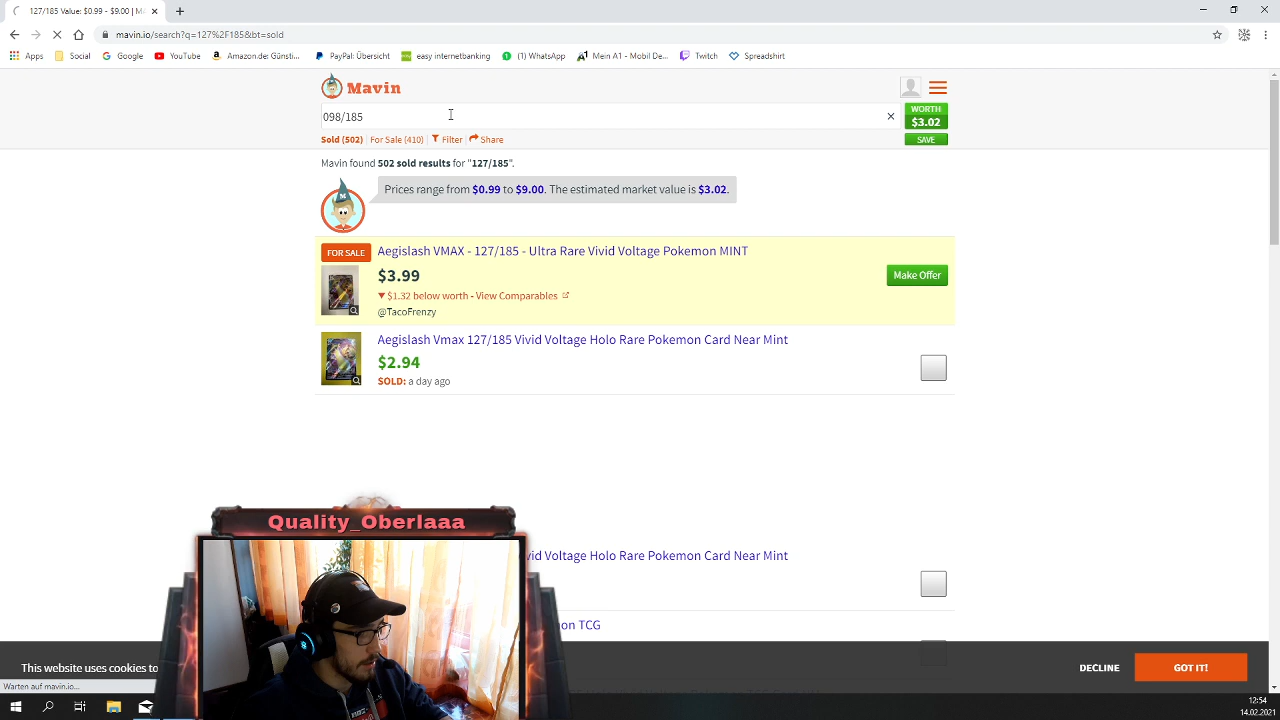 127/185 Value: $0.99 - $9.00 | Ma
mavin.io/search?q=127%2F185&bt=sold
Apps
Social
Google
YouTube
Amazon.de: Günsti...
PayPal: Übersicht
easy internetbanking
(1) WhatsApp
Mein A1 - Mobil De...
Twitch
Spreadshirt
Mavin
098/185
WORTH
$3.02
SAVE
Sold (502)
For Sale (410)
Filter
Share
Mavin found 502 sold results for "127/185".
Prices range from $0.99 to $9.00. The estimated market value is $3.02.
FOR SALE
Aegislash VMAX - 127/185 - Ultra Rare Vivid Voltage Pokemon MINT
$3.99
Make Offer
▼ $1.32 below worth - View Comparables
@TacoFrenzy
Aegislash Vmax 127/185 Vivid Voltage Holo Rare Pokemon Card Near Mint
$2.94
SOLD: a day ago
Quality_Oberlaaa
vid Voltage Holo Rare Pokemon Card Near Mint
on TCG
This website uses cookies to
DECLINE
GOT IT!
Warten auf mavin.io...
12:54
14.02.2021